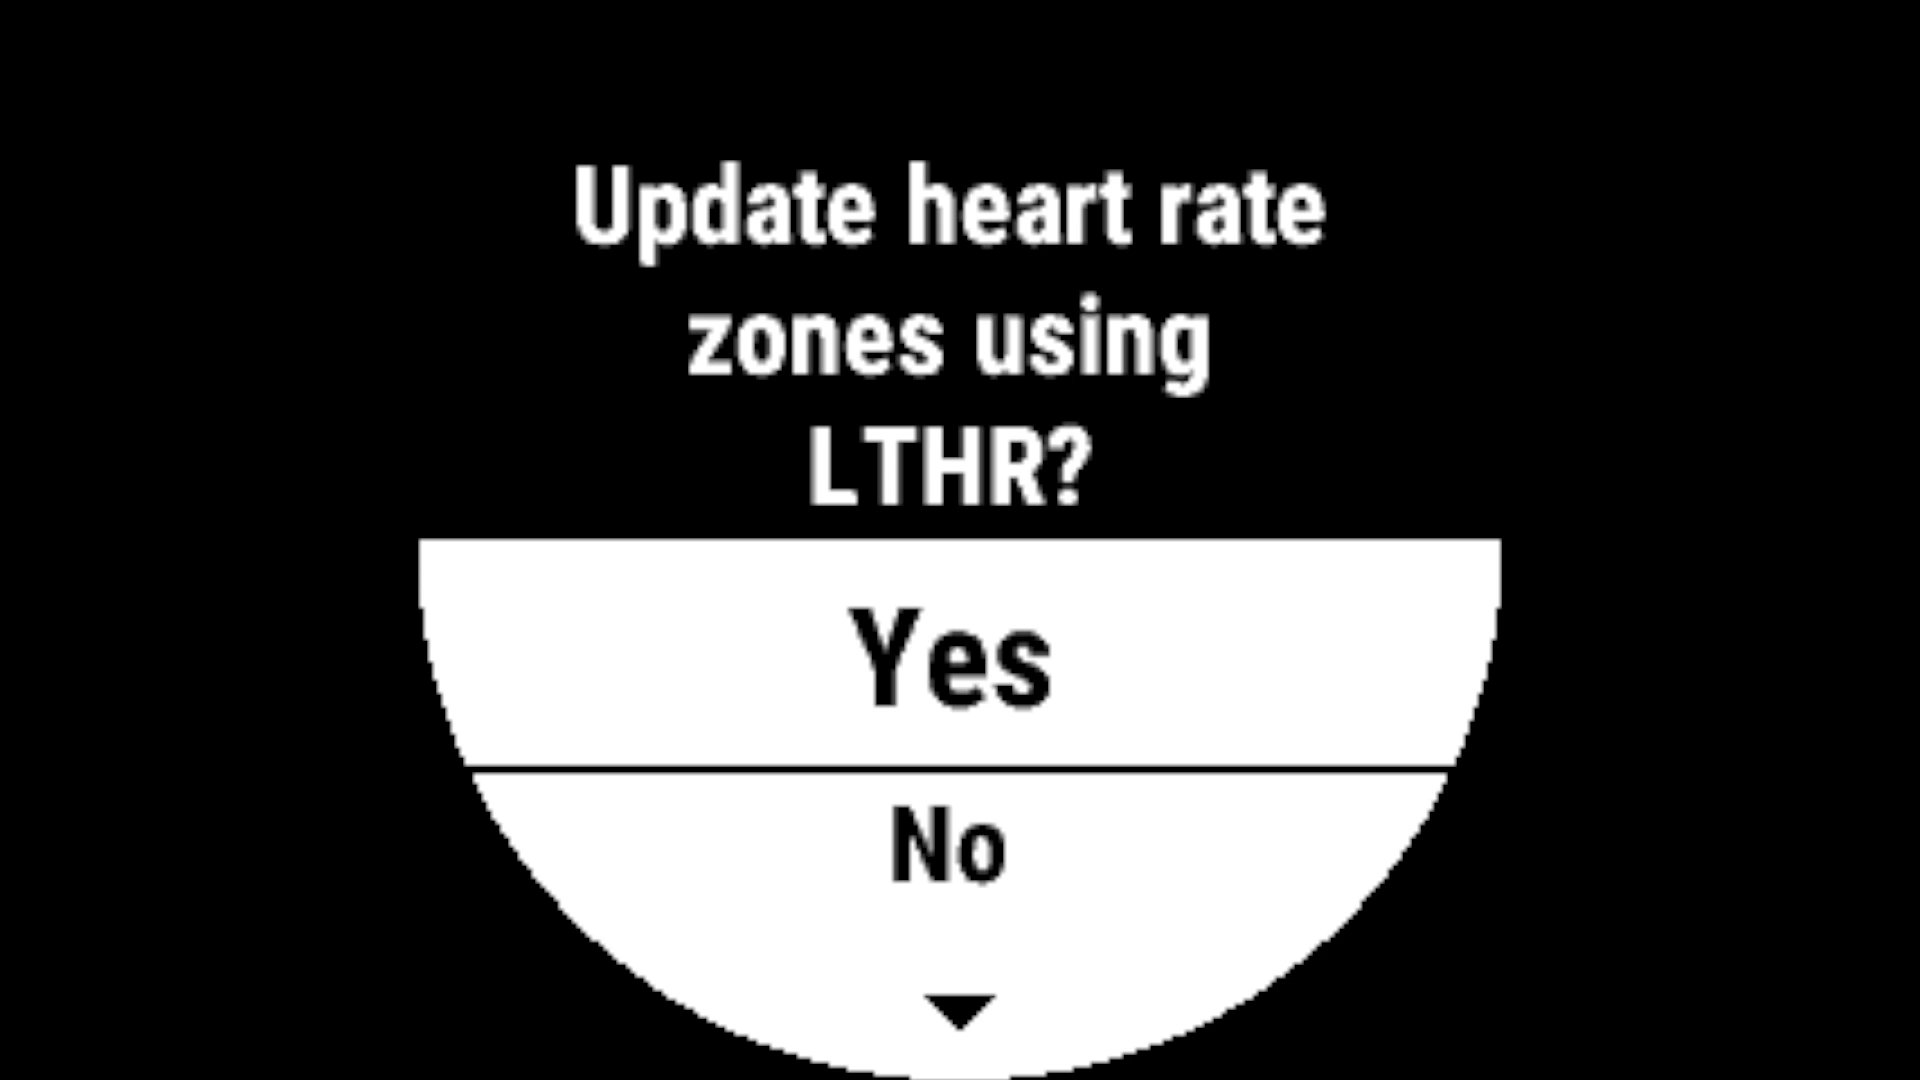 Update heart rate
zones using
LTHR?
Yes
No